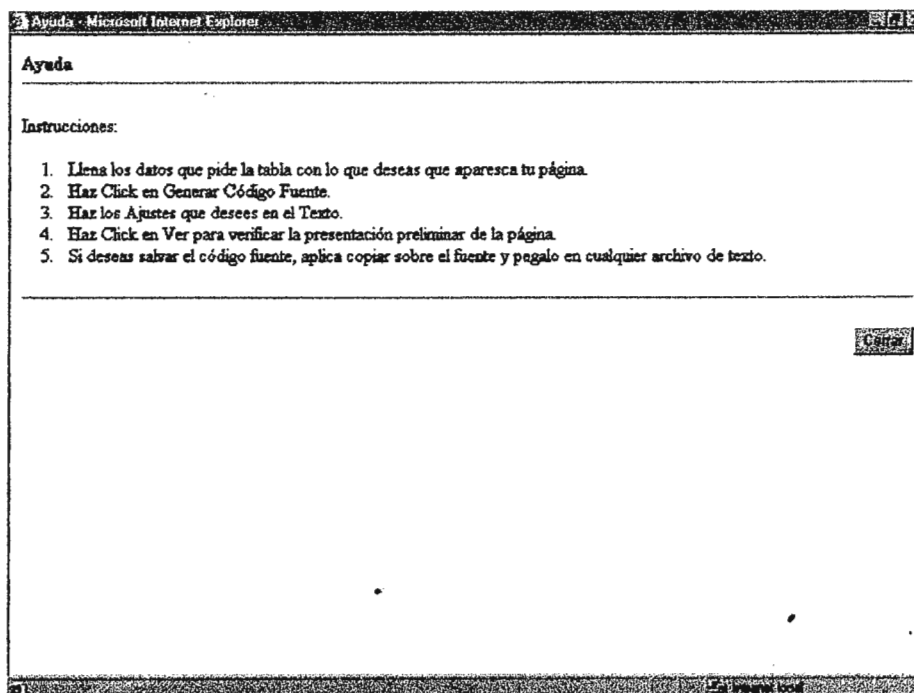 Ayuda - Microsoft Internet Explorer
Ayuda
Instrucciones:
1. Llena los datos que pide la tabla con lo que deseas que aparesca tu página.
2. Haz Click en Generar Código Fuente.
3. Haz los Ajustes que desees en el Texto.
4. Haz Click en Ver para verificar la presentación preliminar de la página.
5. Si deseas salvar el código fuente, aplica copiar sobre el fuente y pegalo en cualquier archivo de texto.
Cerrar